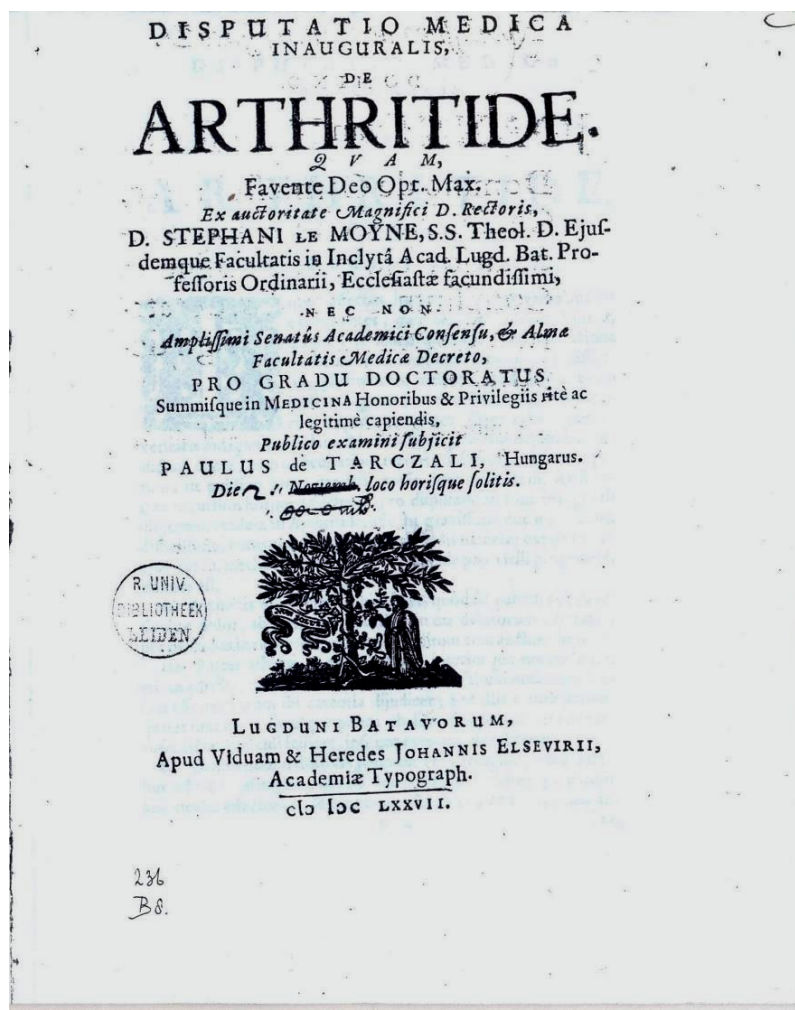 DISPUTATIO MEDICA
INAUGURALIS,
DE
ARTHRITIDE.
QVAM,
Favente Deo Opt. Max.
Ex auctoritate Magnifici D. Rectoris,
D. STEPHANI LE MOYNE, S.S. Theol. D. Ejuſ-
demque Facultatis in Inclytâ Acad. Lugd. Bat. Pro-
feſſoris Ordinarii, Eccleſiaſtæ facundiſſimi,
NEC NON
Ampliſſimi Senatûs Academici Conſenſu, & Almæ
Facultatis Medicæ Decreto,
PRO GRADU DOCTORATUS,
Summiſque in MEDICINA Honoribus & Privilegiis ritè ac
legitimè capiendis,
Publico examini ſubjicit
PAULUS de TARCZALI, Hungarus.
Die loco horiſque ſolitis.
R. UNIV.
BIBLIOTHEEK
LEIDEN
NON SOLUS
LUGDUNI BATAVORUM,
Apud Viduam & Heredes JOHANNIS ELSEVIRII,
Academiæ Typograph.
cIɔ Iɔc LXXVII.
236
B8.